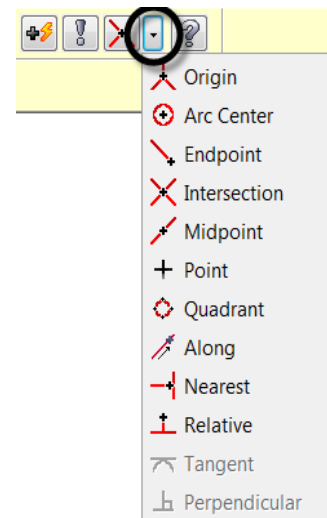 Origin
Arc Center
Endpoint
Intersection
Midpoint
Point
Quadrant
Along
Nearest
Relative
Tangent
Perpendicular